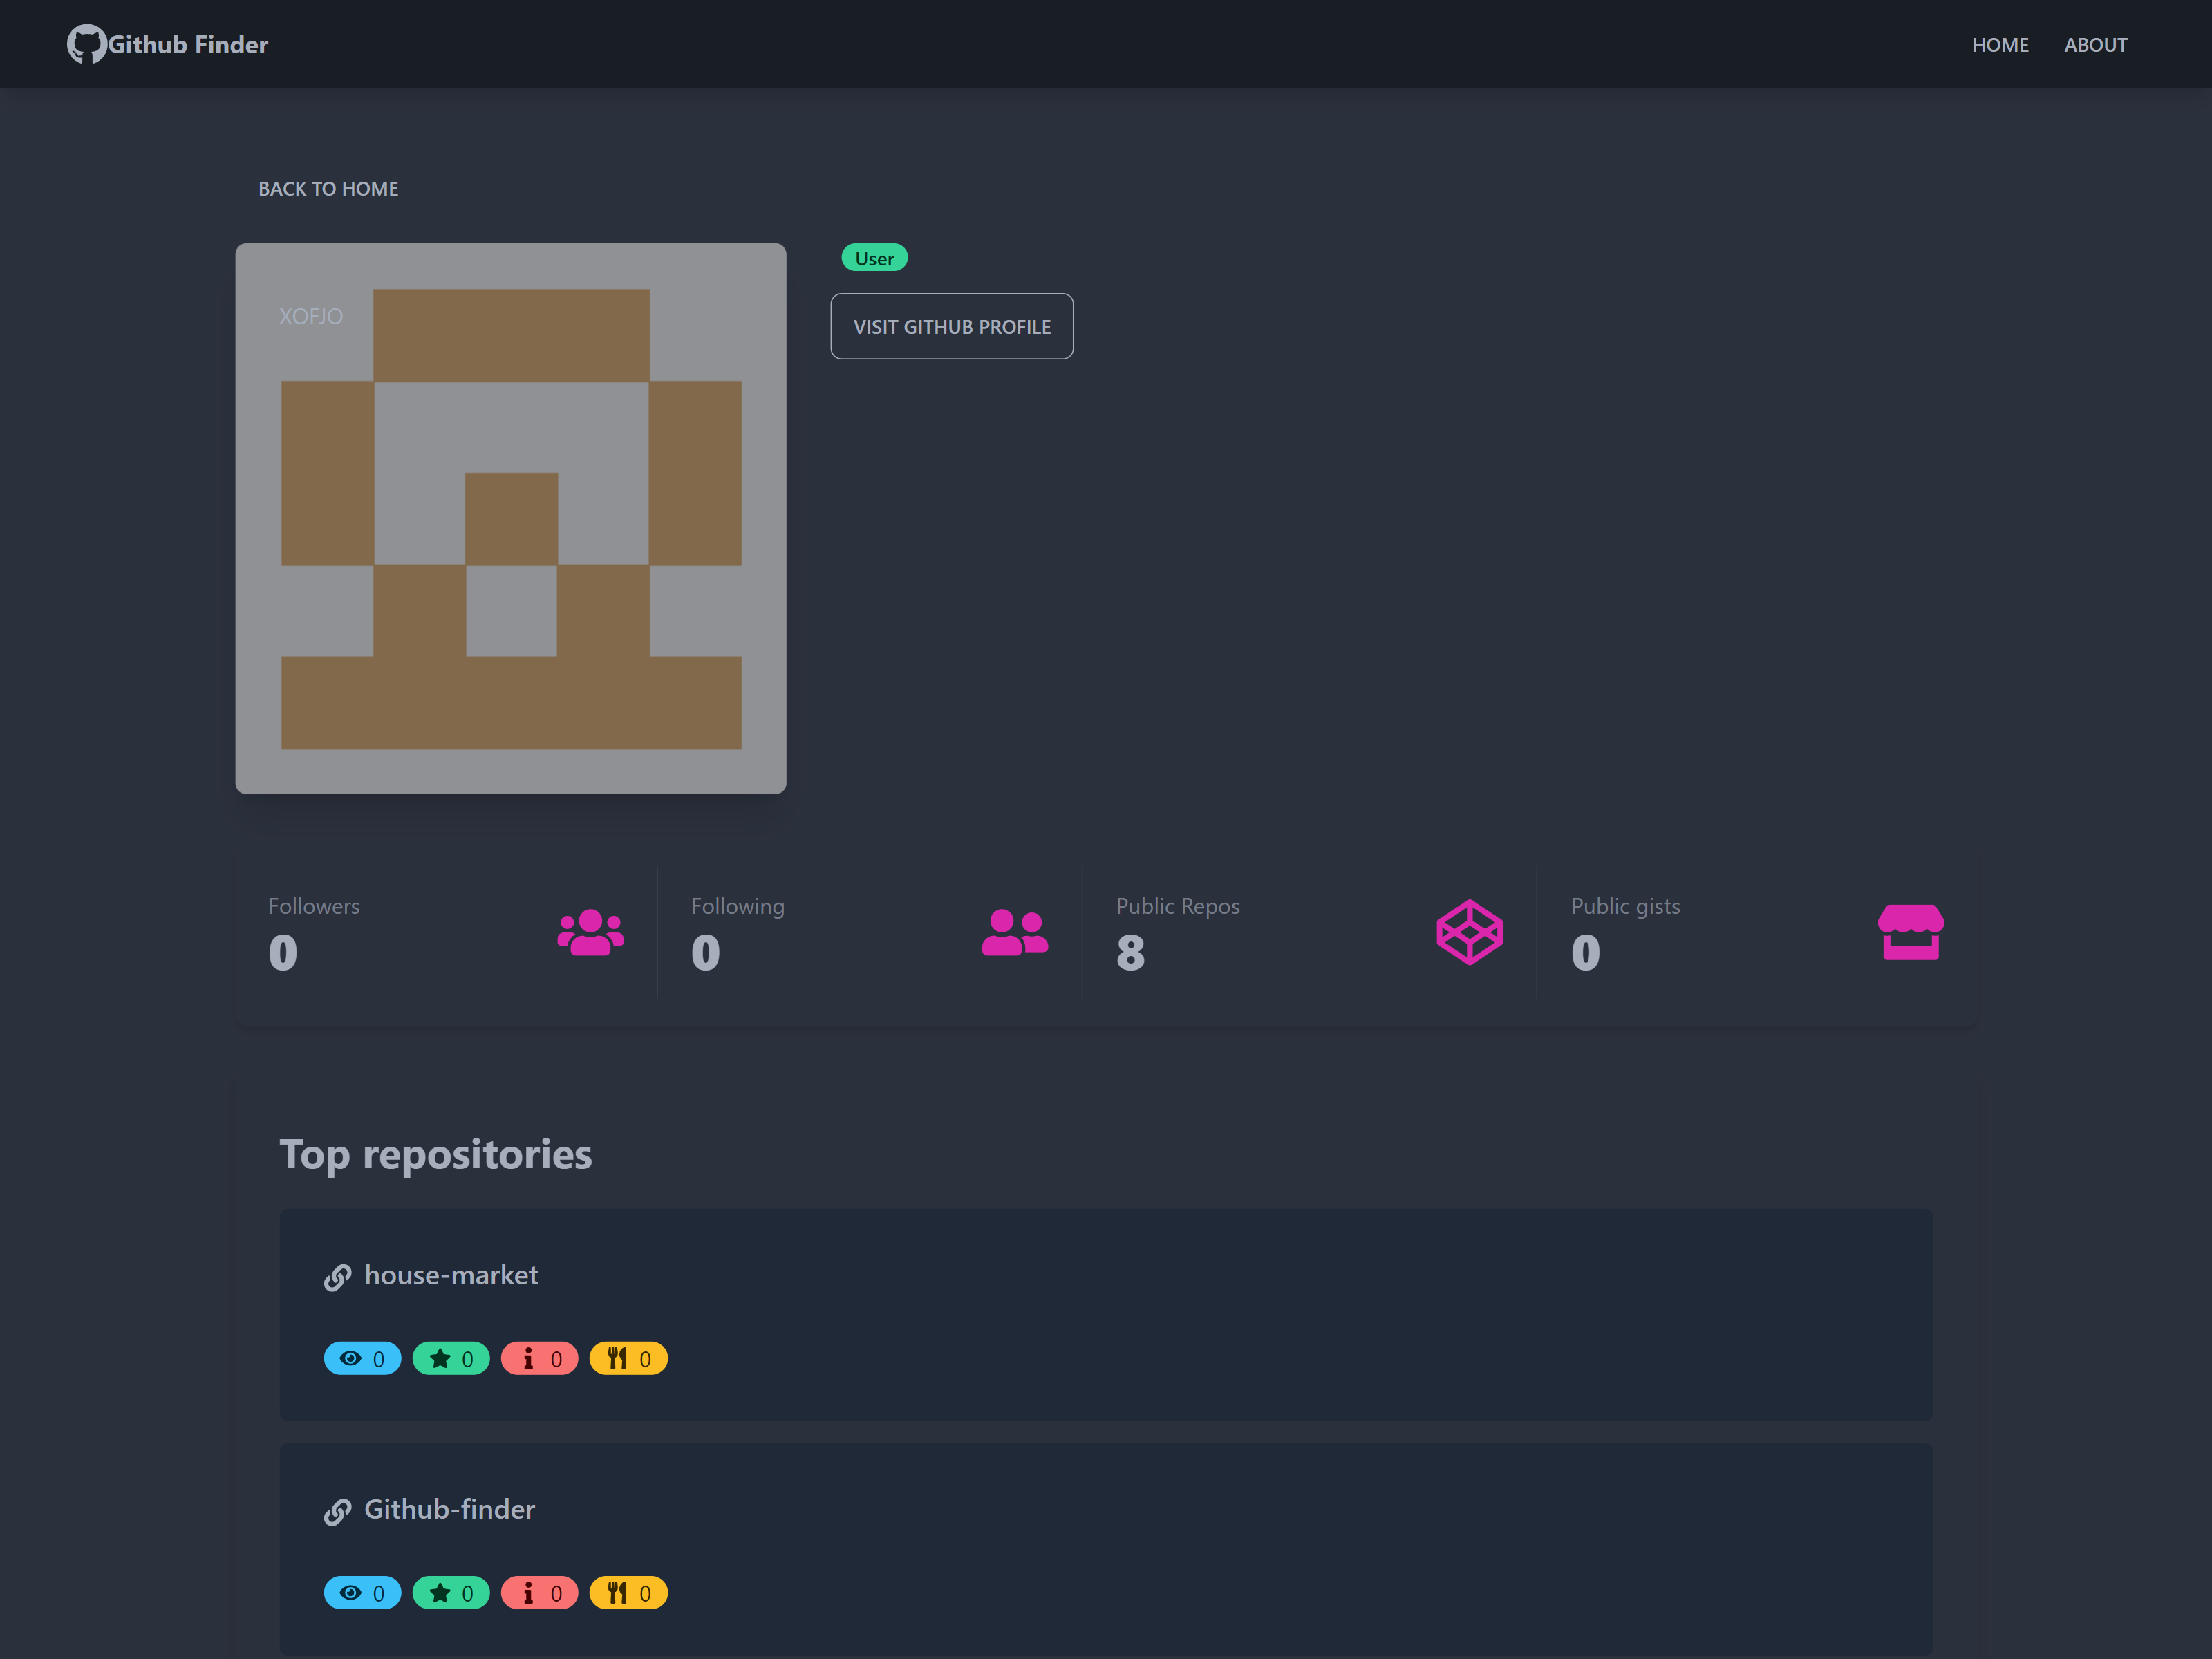 Github Finder
HOME ABOUT
BACK TO HOME
XOFJO
User
VISIT GITHUB PROFILE
Followers
0
Following
0
Public Repos
8
Public gists
0
Top repositories
house-market
0 0 0 0
Github-finder
0 0 0 0